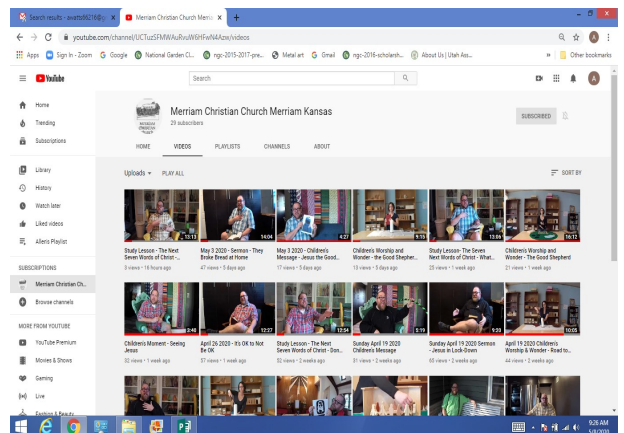 Search results - awatts86216@g
Merriam Christian Church Merria
youtube.com/channel/UCTuzSFMWAuRvuW6HFwN4Azw/videos
Apps Sign In - Zoom Google National Garden Cl... ngc-2015-2017-pre... Metal art Gmail ngc-2016-scholarsh... About Us | Utah Ass... » Other bookmarks
YouTube
Search
Home
Trending
Subscriptions
Library
History
Watch later
Liked videos
Allen's Playlist
SUBSCRIPTIONS
Merriam Christian Ch...
Browse channels
MORE FROM YOUTUBE
YouTube Premium
Movies & Shows
Gaming
Live
Fashion & Beauty
Merriam Christian Church Merriam Kansas
29 subscribers
SUBSCRIBED
HOME VIDEOS PLAYLISTS CHANNELS ABOUT
Uploads PLAY ALL
SORT BY
13:13
14:04
4:27
9:15
13:06
16:12
Study Lesson - The Next
Seven Words of Christ -...
3 views • 16 hours ago
May 3 2020 - Sermon - They
Broke Bread at Home
47 views • 5 days ago
May 3 2020 - Children's
Message - Jesus the Good...
17 views • 5 days ago
Children's Worship and
Wonder - the Good Shepher...
13 views • 5 days ago
Study Lesson- The Seven
Next Words of Christ - What...
25 views • 1 week ago
Children's Worship and
Wonder - The Good Shepherd
21 views • 1 week ago
3:40
12:27
12:54
5:19
9:20
10:05
Children's Moment - Seeing
Jesus
32 views • 1 week ago
April 26 2020 - It's OK to Not
Be OK
57 views • 1 week ago
Study Lesson - The Next
Seven Words of Christ - Don...
52 views • 2 weeks ago
Sunday April 19 2020
Children's Message
51 views • 2 weeks ago
Sunday April 19 2020 Sermon
- Jesus in Lock-Down
65 views • 2 weeks ago
April 19 2020 Children's
Worship & Wonder - Road to...
44 views • 2 weeks ago
9:26 AM
5/8/2020